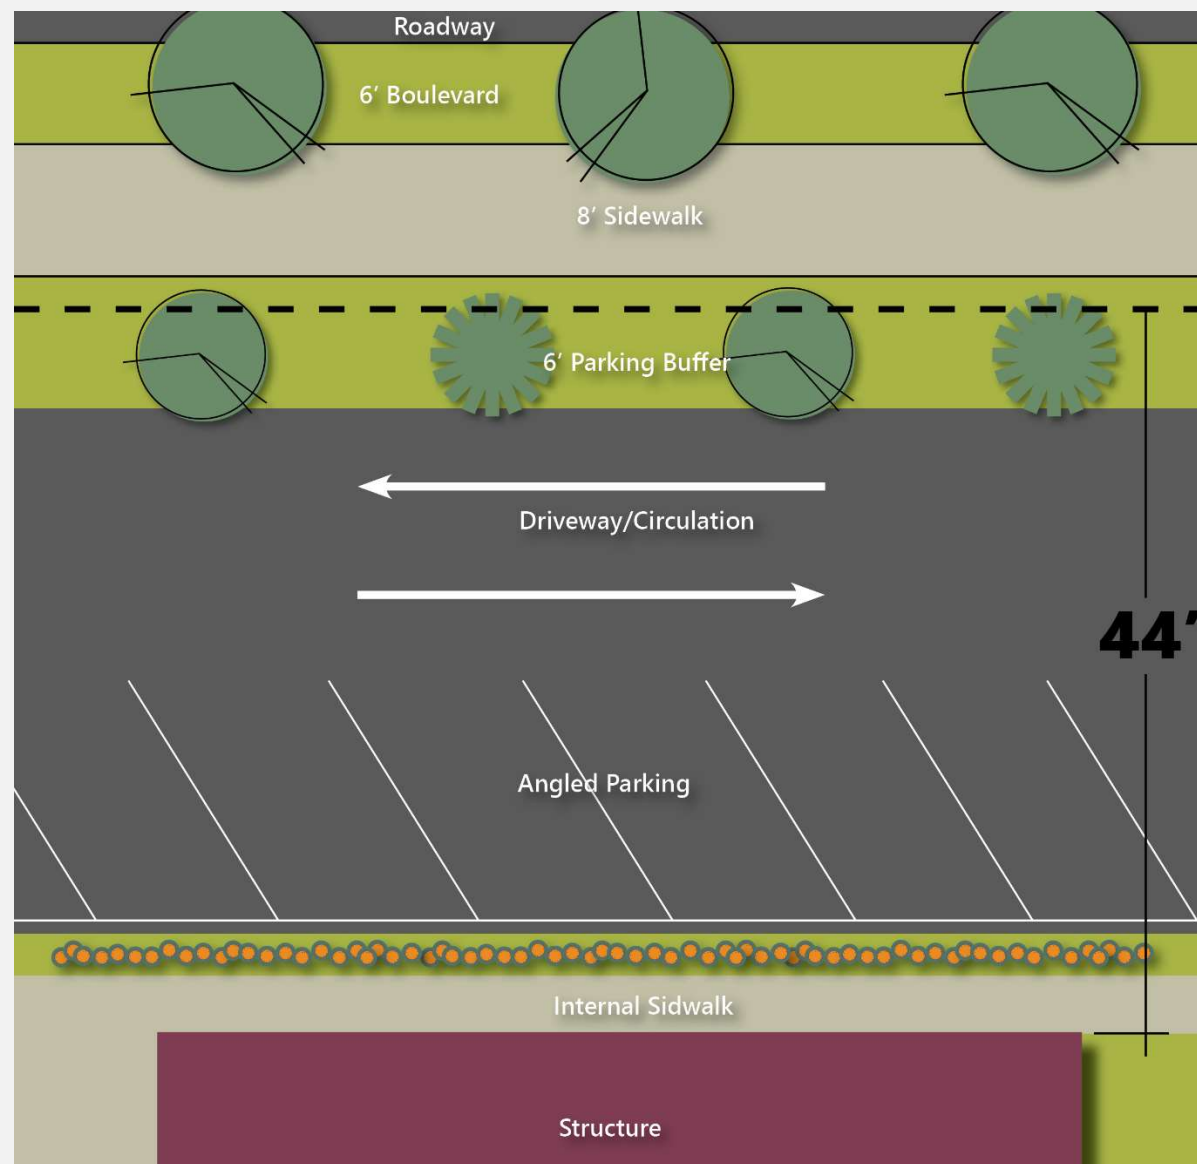 Roadway
6’ Boulevard
8’ Sidewalk
6’ Parking Buffer
Driveway/Circulation
44’
Angled Parking
Internal Sidwalk
Structure